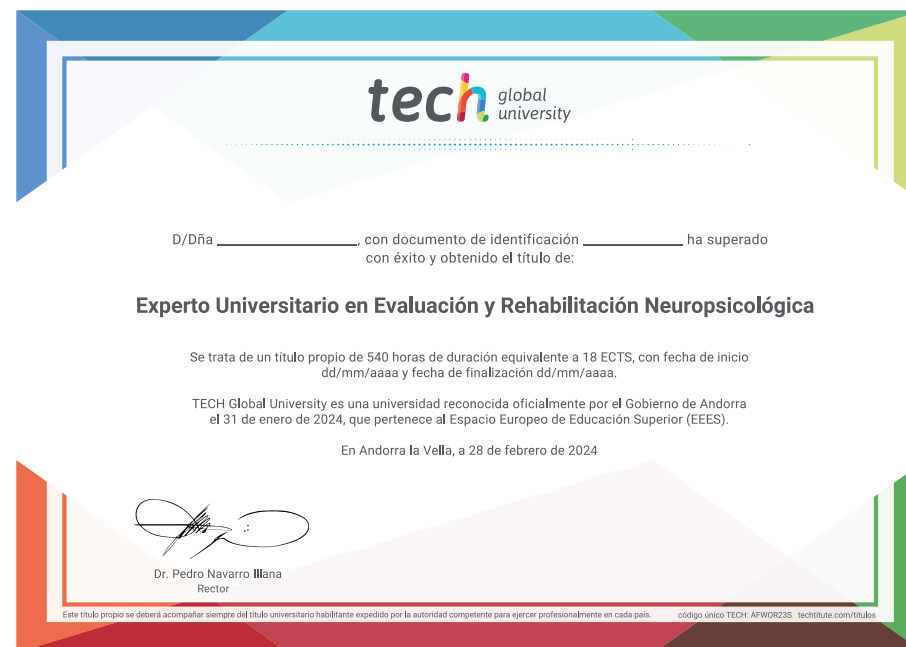 tech global university
D/Dña ________________, con documento de identificación ____________ ha superado
con éxito y obtenido el título de:
Experto Universitario en Evaluación y Rehabilitación Neuropsicológica
Se trata de un título propio de 540 horas de duración equivalente a 18 ECTS, con fecha de inicio
dd/mm/aaaa y fecha de finalización dd/mm/aaaa.
TECH Global University es una universidad reconocida oficialmente por el Gobierno de Andorra
el 31 de enero de 2024, que pertenece al Espacio Europeo de Educación Superior (EEES).
En Andorra la Vella, a 28 de febrero de 2024
Dr. Pedro Navarro Illana
Rector
Este título propio se deberá acompañar siempre del título universitario habilitante expedido por la autoridad competente para ejercer profesionalmente en cada país. código único TECH: AFWOR23S techtitute.com/titulos